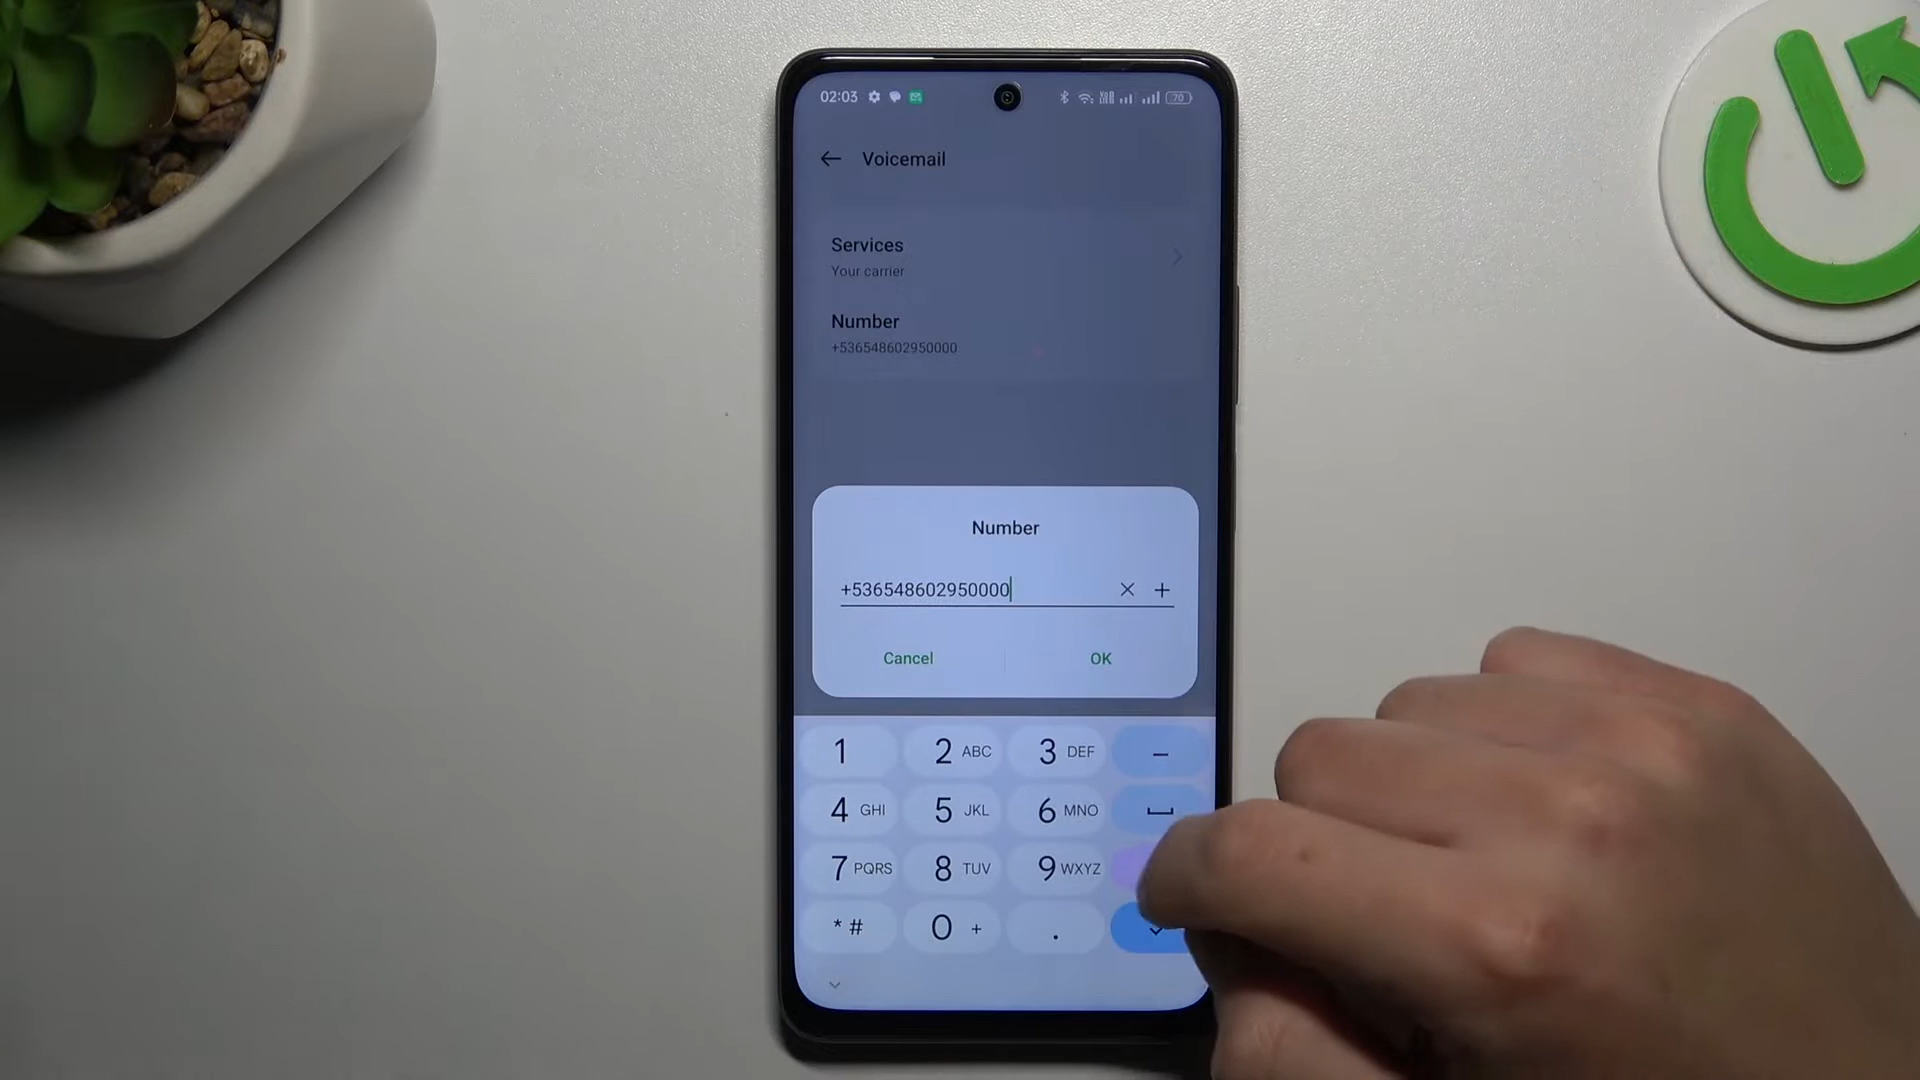 02:03
70
Voicemail
Services
Your carrier
Number
+536548602950000
Number
+536548602950000
Cancel OK
1 2 ABC 3 DEF –
4 GHI 5 JKL 6 MNO
7 PQRS 8 TUV 9 WXYZ
* # 0 + .